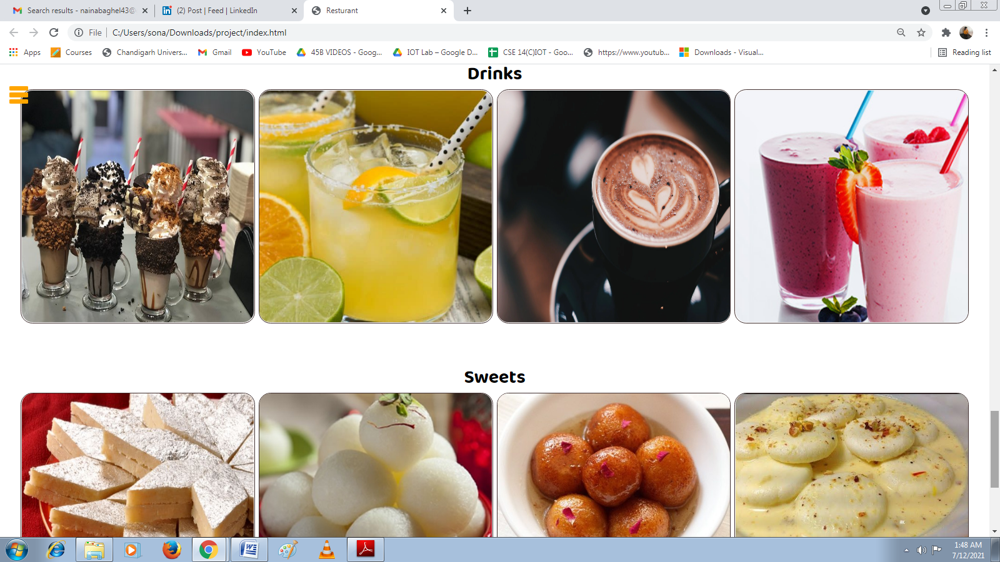 Search results - nainabaghel43@
(2) Post | Feed | LinkedIn
Resturant
File
C:/Users/sona/Downloads/project/index.html
Apps
Courses
Chandigarh Univers...
Gmail
YouTube
45B VIDEOS - Goog...
IOT Lab – Google D...
CSE 14(C)IOT - Goo...
https://www.youtub...
Downloads - Visual...
Reading list
Drinks
Sweets
1:48 AM
7/12/2021